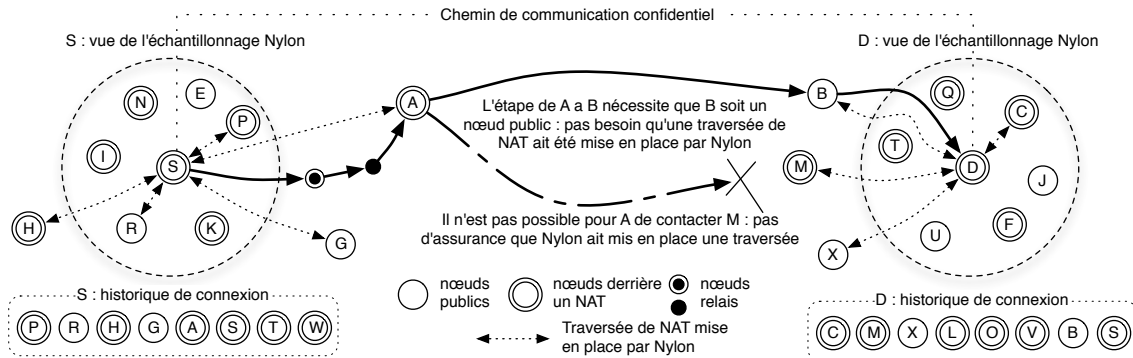 Chemin de communication confidentiel
S : vue de l'échantillonnage Nylon
D : vue de l'échantillonnage Nylon
N
E
P
I
S
H
R
K
G
A
L'étape de A a B nécessite que B soit un
nœud public : pas besoin qu'une traversée de
NAT ait été mise en place par Nylon
Il n'est pas possible pour A de contacter M : pas
d'assurance que Nylon ait mis en place une traversée
B
Q
C
T
M
D
J
F
U
X
nœuds
publics
nœuds derrière
un NAT
nœuds
relais
Traversée de NAT mise
en place par Nylon
S : historique de connexion
P R H G A S T W
D : historique de connexion
C M X L O V B S